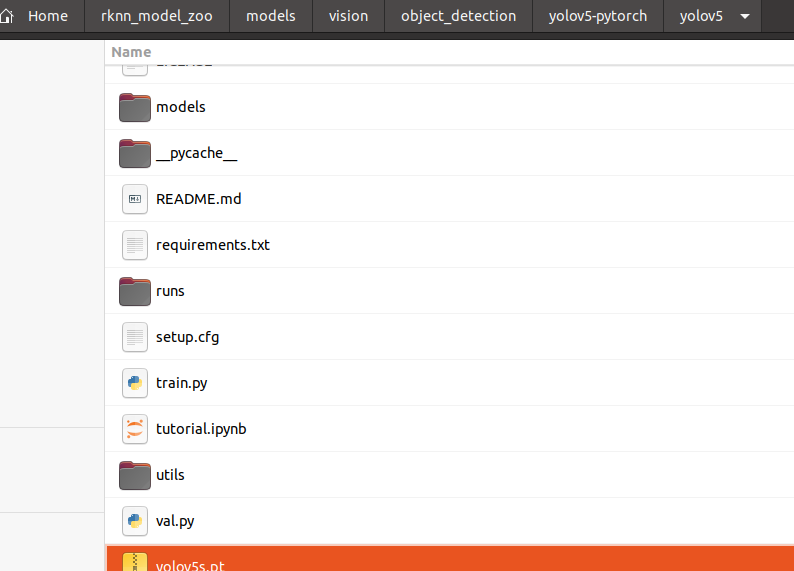 Home rknn_model_zoo models vision object_detection yolov5-pytorch yolov5
Name
models
__pycache__
README.md
requirements.txt
runs
setup.cfg
train.py
tutorial.ipynb
utils
val.py
yolov5s.pt